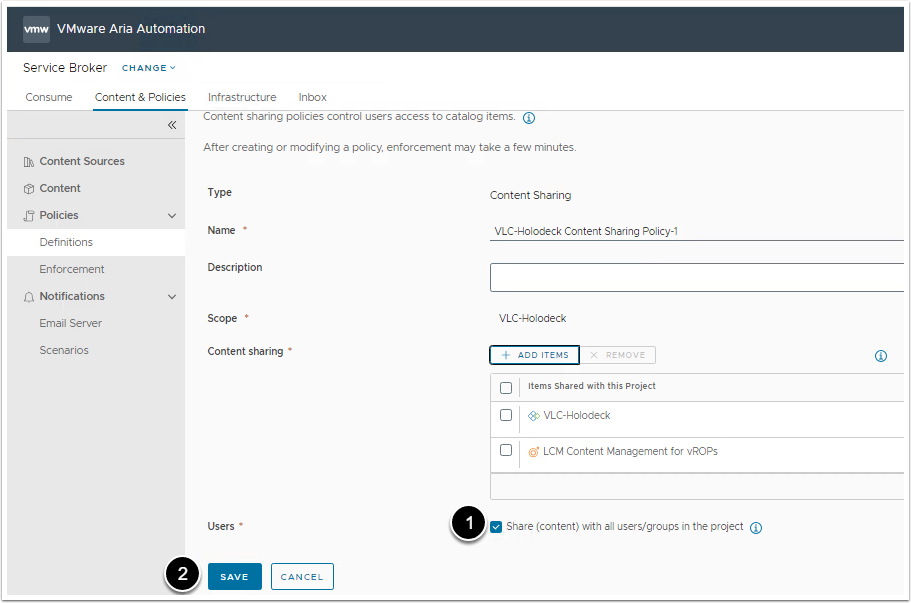 vmw VMware Aria Automation
Service Broker CHANGE
Consume Content & Policies Infrastructure Inbox
Content sharing policies control users access to catalog items.
After creating or modifying a policy, enforcement may take a few minutes.
Content Sources
Content
Policies
Definitions
Enforcement
Notifications
Email Server
Scenarios
Type Content Sharing
Name * VLC-Holodeck Content Sharing Policy-1
Description
Scope * VLC-Holodeck
Content sharing * + ADD ITEMS × REMOVE
Items Shared with this Project
VLC-Holodeck
LCM Content Management for vROPs
Users * 1 Share (content) with all users/groups in the project
2 SAVE CANCEL